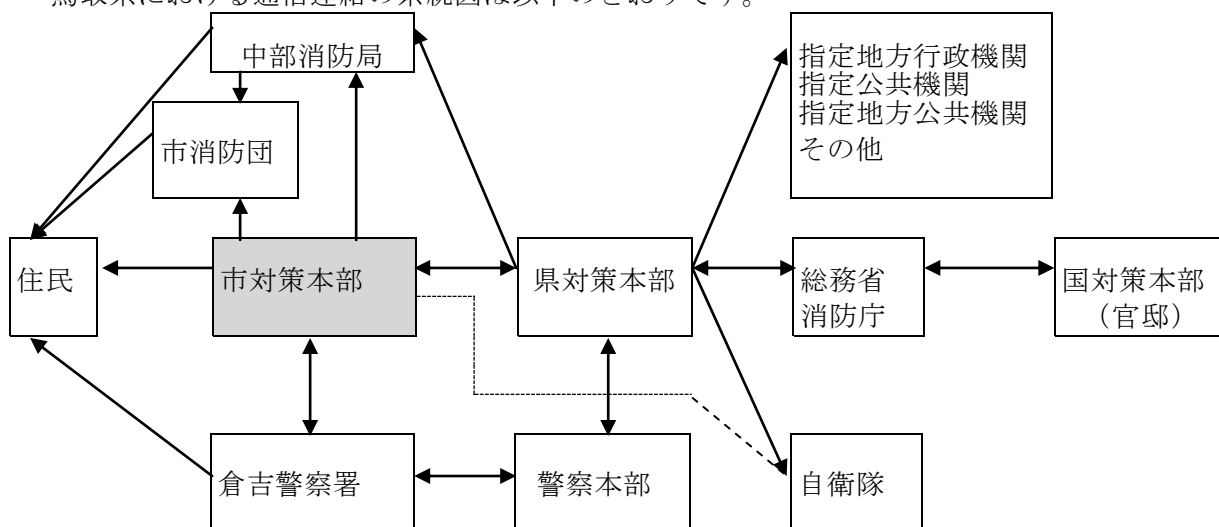 鳥取県における通信連絡の系統図は以下のとおりです。
中部消防局
指定地方行政機関
指定公共機関
指定地方公共機関
その他
市消防団
住民
市対策本部
県対策本部
総務省
消防庁
国対策本部
（官邸）
倉吉警察署
警察本部
自衛隊